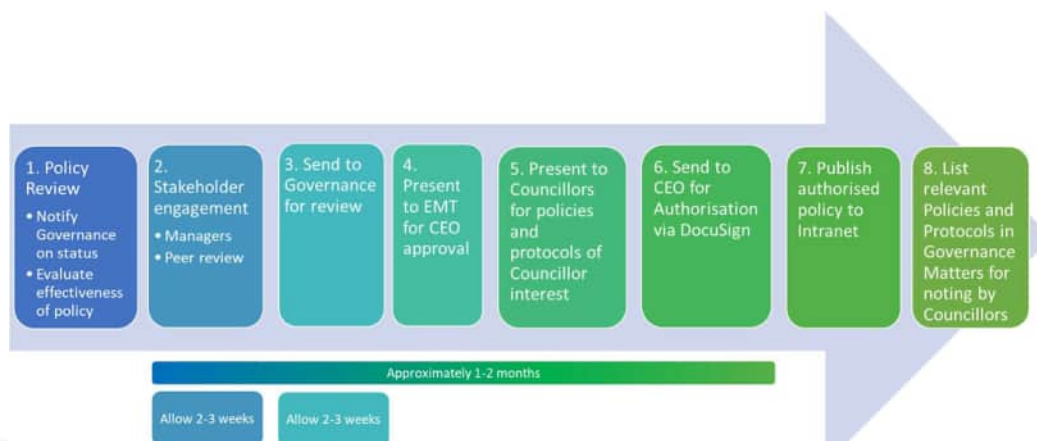 1. Policy
Review
• Notify
Governance
on status
• Evaluate
effectiveness
of policy
2.
Stakeholder
engagement
• Managers
• Peer review
3. Send to
Governance
for review
4.
Present
to EMT
for CEO
approval
5. Present to
Councillors
for policies
and
protocols of
Councillor
interest
6. Send to
CEO for
Authorisation
via DocuSign
7. Publish
authorised
policy to
Intranet
8. List
relevant
Policies and
Protocols in
Governance
Matters for
noting by
Councillors
Approximately 1-2 months
Allow 2-3 weeks
Allow 2-3 weeks